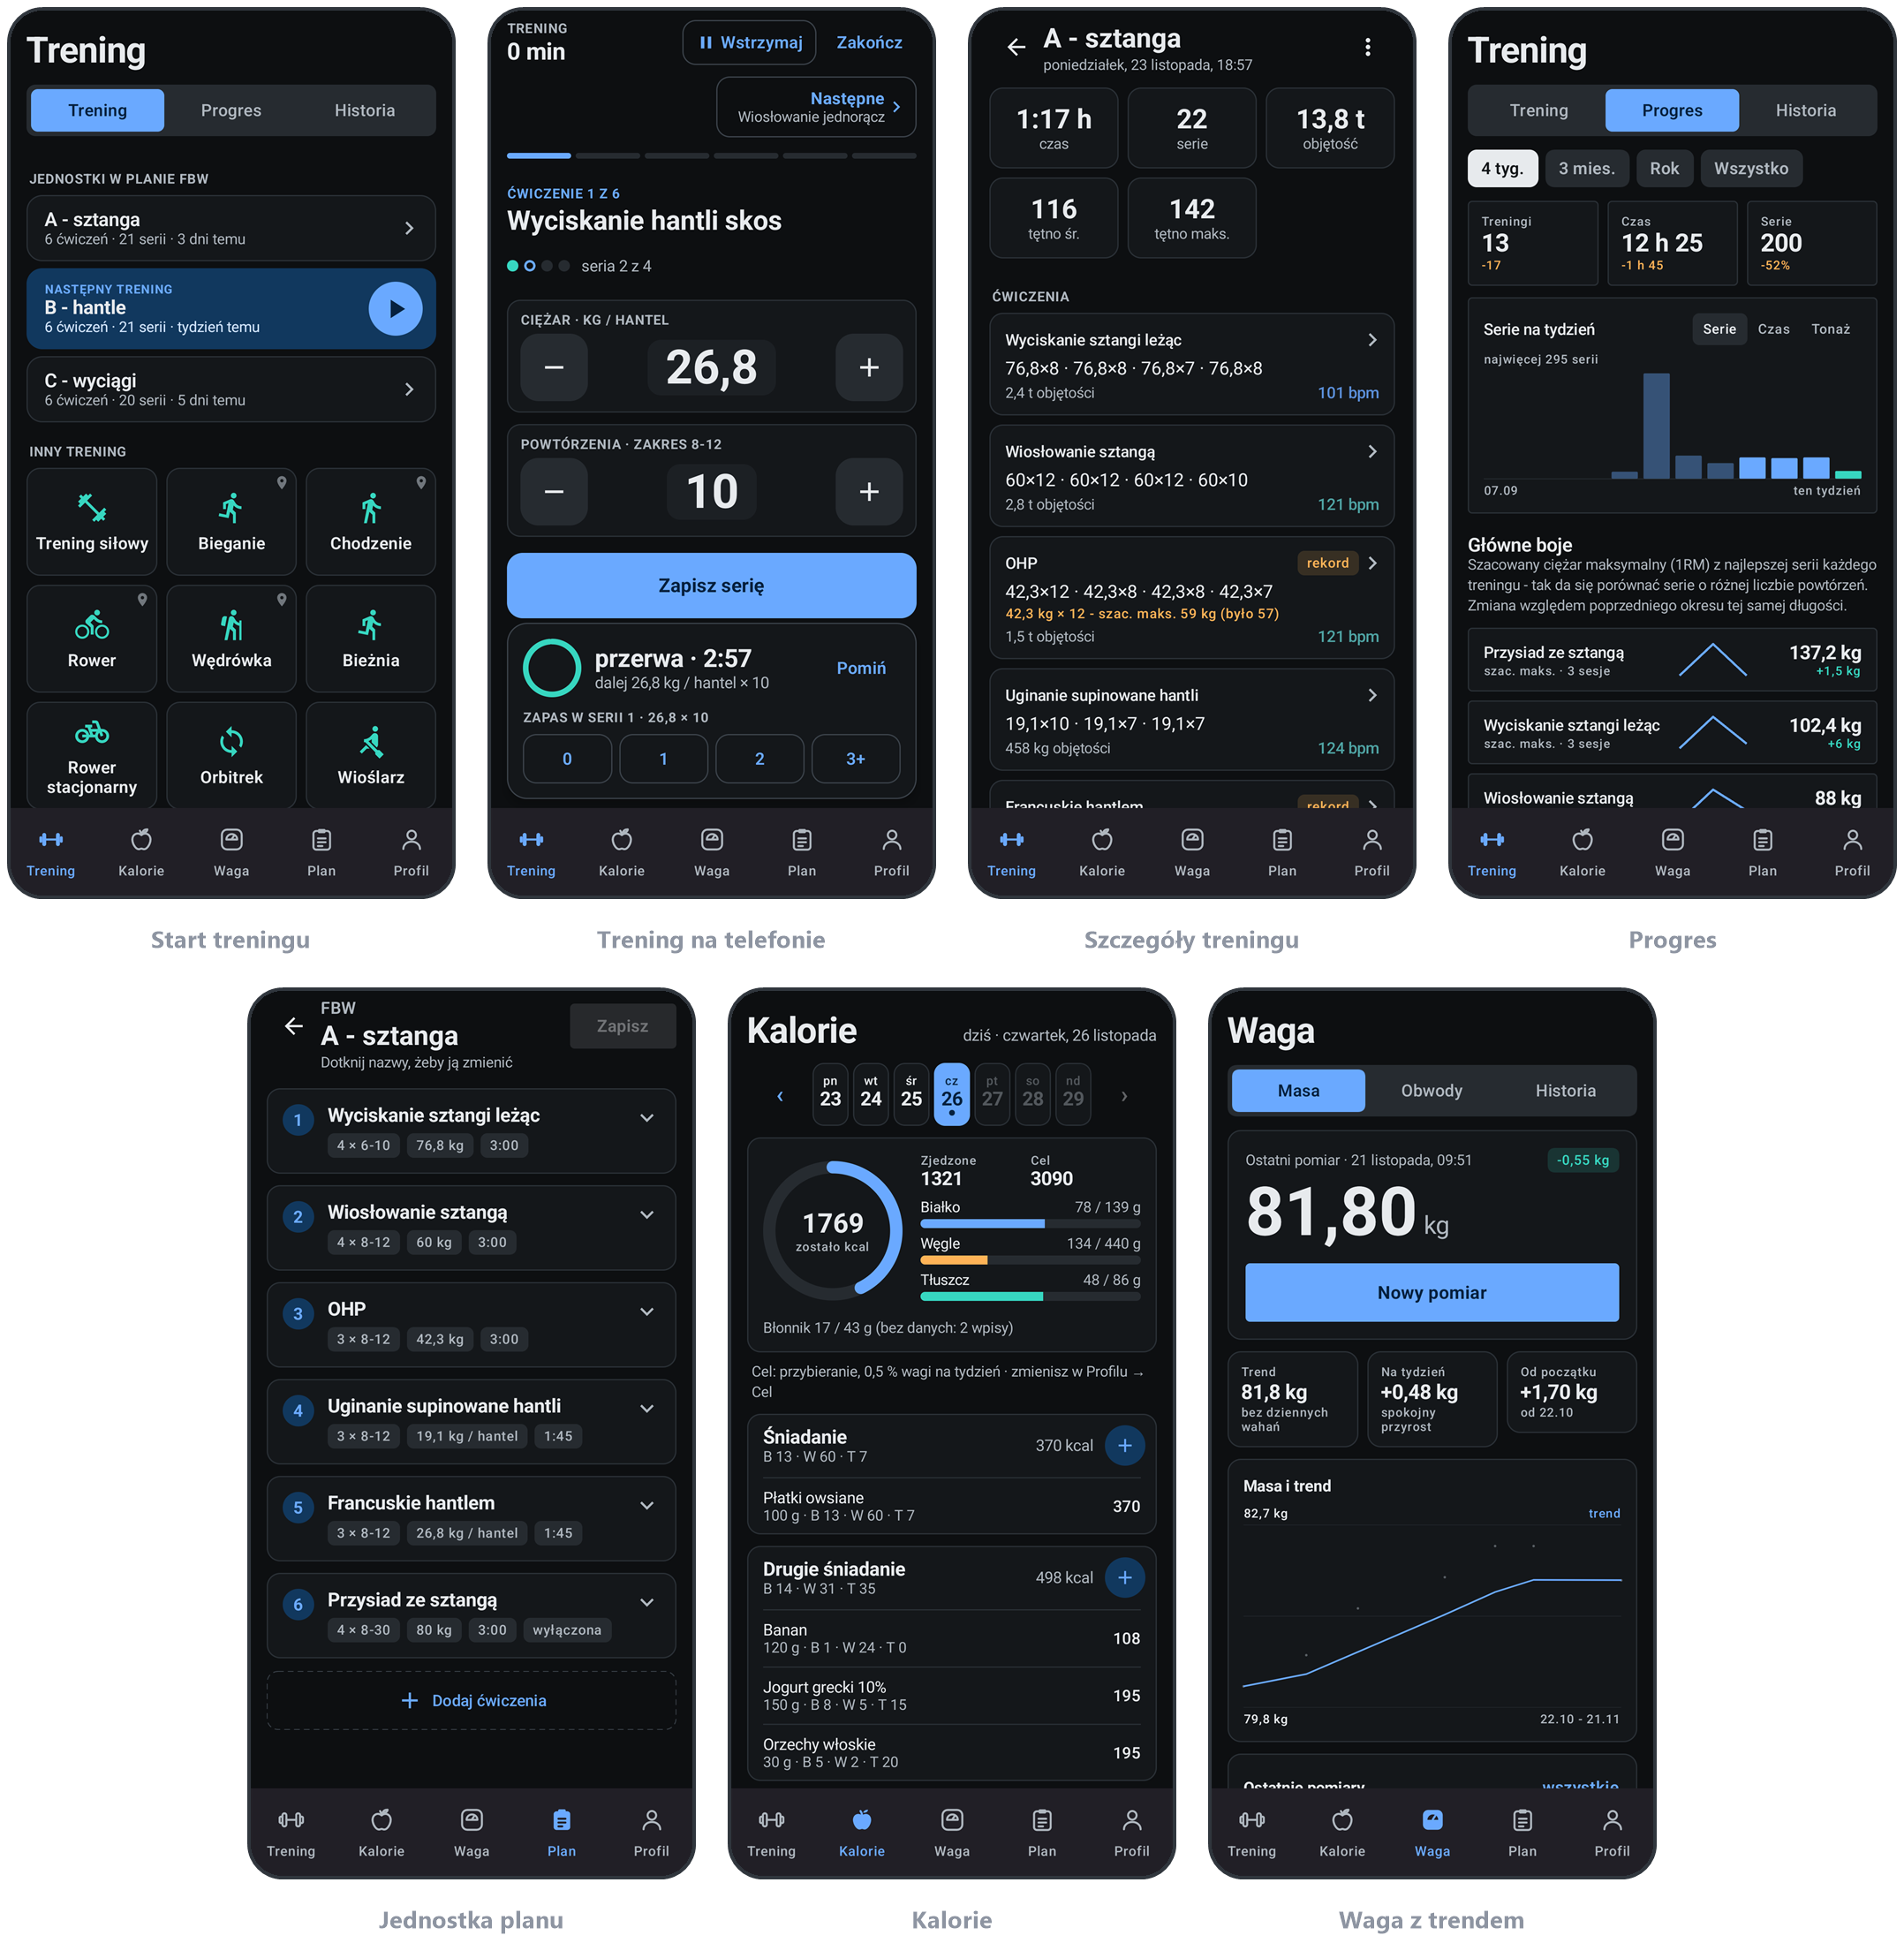 Trening
Trening Progres Historia
JEDNOSTKI W PLANIE FBW
A - sztanga
6 ćwiczeń · 21 serii · 3 dni temu
NASTĘPNY TRENING
B - hantle
6 ćwiczeń · 21 serii · tydzień temu
C - wyciągi
6 ćwiczeń · 20 serii · 5 dni temu
INNY TRENING
Trening siłowy Bieganie Chodzenie
Rower Wędrówka Bieżnia
Rower stacjonarny Orbitrek Wioślarz
Trening Kalorie Waga Plan Profil
Start treningu
TRENING
0 min
Wstrzymaj Zakończ
Następne
Wiosłowanie jednorącz
ĆWICZENIE 1 Z 6
Wyciskanie hantli skos
seria 2 z 4
CIĘŻAR · KG / HANTEL
− 26,8 +
POWTÓRZENIA · ZAKRES 8-12
− 10 +
Zapisz serię
przerwa · 2:57
dalej 26,8 kg / hantel × 10
Pomiń
ZAPAS W SERII 1 · 26,8 × 10
0 1 2 3+
Trening Kalorie Waga Plan Profil
Trening na telefonie
A - sztanga
poniedziałek, 23 listopada, 18:57
1:17 h 22 13,8 t
czas serie objętość
116 142
tętno śr. tętno maks.
ĆWICZENIA
Wyciskanie sztangi leżąc
76,8×8 · 76,8×8 · 76,8×7 · 76,8×8
2,4 t objętości 101 bpm
Wiosłowanie sztangą
60×12 · 60×12 · 60×12 · 60×10
2,8 t objętości 121 bpm
OHP rekord
42,3×12 · 42,3×8 · 42,3×8 · 42,3×7
42,3 kg × 12 - szac. maks. 59 kg (było 57)
1,5 t objętości 121 bpm
Uginanie supinowane hantli
19,1×10 · 19,1×7 · 19,1×7
458 kg objętości 124 bpm
Francuskie hantlem rekord
Trening Kalorie Waga Plan Profil
Szczegóły treningu
Trening
Trening Progres Historia
4 tyg. 3 mies. Rok Wszystko
Treningi Czas Serie
13 12 h 25 200
-17 -1 h 45 -52%
Serie na tydzień Serie Czas Tonaż
najwięcej 295 serii
07.09 ten tydzień
Główne boje
Szacowany ciężar maksymalny (1RM) z najlepszej serii każdego
treningu - tak da się porównać serie o różnej liczbie powtórzeń.
Zmiana względem poprzedniego okresu tej samej długości.
Przysiad ze sztangą 137,2 kg
szac. maks. · 3 sesje +1,5 kg
Wyciskanie sztangi leżąc 102,4 kg
szac. maks. · 3 sesje +6 kg
Wiosłowanie sztangą 88 kg
Trening Kalorie Waga Plan Profil
Progres
FBW
A - sztanga
Dotknij nazwy, żeby ją zmienić
Zapisz
1 Wyciskanie sztangi leżąc
4 × 6-10 76,8 kg 3:00
2 Wiosłowanie sztangą
4 × 8-12 60 kg 3:00
3 OHP
3 × 8-12 42,3 kg 3:00
4 Uginanie supinowane hantli
3 × 8-12 19,1 kg / hantel 1:45
5 Francuskie hantlem
3 × 8-12 26,8 kg / hantel 1:45
6 Przysiad ze sztangą
4 × 8-30 80 kg 3:00 wyłączona
+ Dodaj ćwiczenia
Trening Kalorie Waga Plan Profil
Jednostka planu
Kalorie
dziś · czwartek, 26 listopada
‹ pn wt śr cz pt so nd ›
23 24 25 26 27 28 29
1769
zostało kcal
Zjedzone Cel
1321 3090
Białko 78 / 139 g
Węgle 134 / 440 g
Tłuszcz 48 / 86 g
Błonnik 17 / 43 g (bez danych: 2 wpisy)
Cel: przybieranie, 0,5 % wagi na tydzień · zmienisz w Profilu →
Cel
Śniadanie 370 kcal +
B 13 · W 60 · T 7
Płatki owsiane 370
100 g · B 13 · W 60 · T 7
Drugie śniadanie 498 kcal +
B 14 · W 31 · T 35
Banan 108
120 g · B 1 · W 24 · T 0
Jogurt grecki 10% 195
150 g · B 8 · W 5 · T 15
Orzechy włoskie 195
30 g · B 5 · W 2 · T 20
Trening Kalorie Waga Plan Profil
Kalorie
Waga
Masa Obwody Historia
Ostatni pomiar · 21 listopada, 09:51 -0,55 kg
81,80 kg
Nowy pomiar
Trend Na tydzień Od początku
81,8 kg +0,48 kg +1,70 kg
bez dziennych wahań spokojny przyrost od 22.10
Masa i trend
82,7 kg trend
79,8 kg 22.10 - 21.11
Ostatnie pomiary wszystkie
Trening Kalorie Waga Plan Profil
Waga z trendem